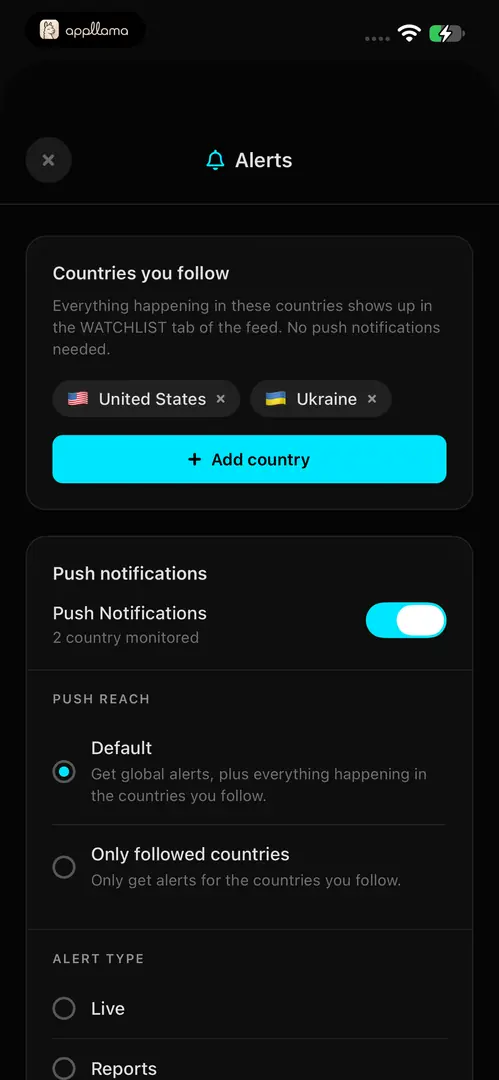 appllama
Alerts
Countries you follow
Everything happening in these countries shows up in
the WATCHLIST tab of the feed. No push notifications
needed.
United States ×
Ukraine ×
+ Add country
Push notifications
Push Notifications
2 country monitored
PUSH REACH
Default
Get global alerts, plus everything happening in
the countries you follow.
Only followed countries
Only get alerts for the countries you follow.
ALERT TYPE
Live
Reports